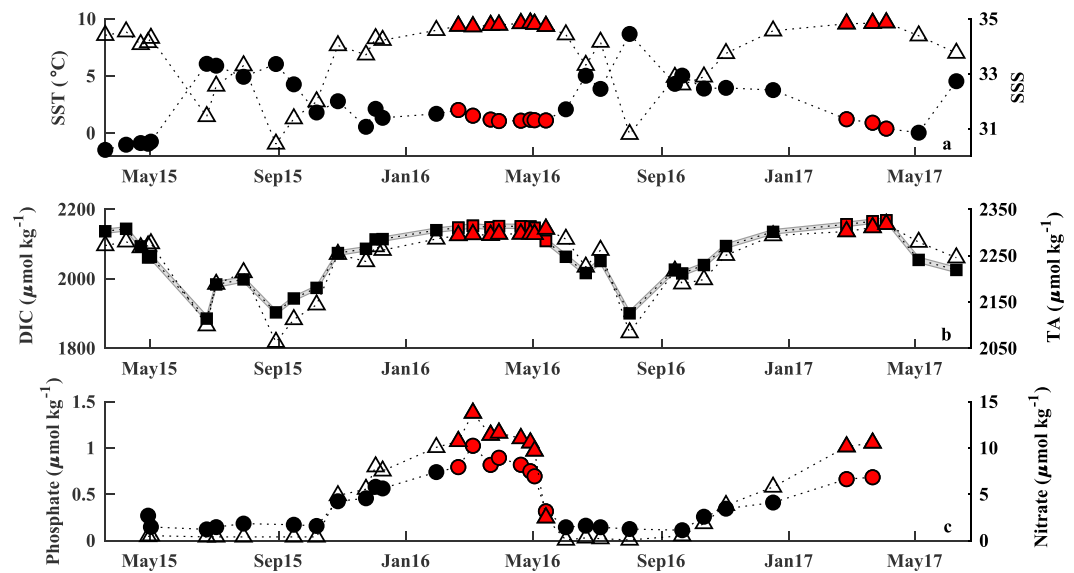 10
5
0
SST (°C)
35
33
31
SSS
a
May15 Sep15 Jan16 May16 Sep16 Jan17 May17
2200
2000
1800
DIC (μmol kg-1)
2350
2250
2150
2050
TA (μmol kg-1)
b
May15 Sep15 Jan16 May16 Sep16 Jan17 May17
1.5
1
0.5
0
Phosphate (μmol kg-1)
15
10
5
0
Nitrate (μmol kg-1)
c
May15 Sep15 Jan16 May16 Sep16 Jan17 May17